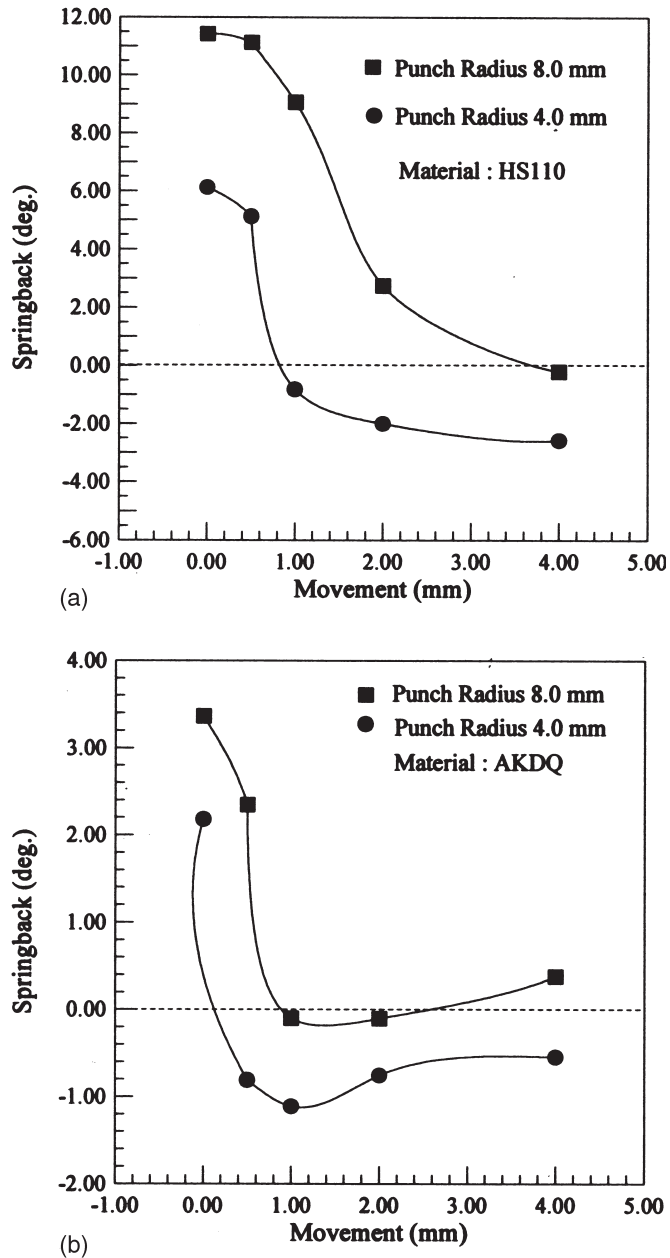 12.00
10.00
8.00
6.00
4.00
2.00
0.00
-2.00
-4.00
-6.00
Springback (deg.)
Punch Radius 8.0 mm
Punch Radius 4.0 mm
Material : HS110
-1.00 0.00 1.00 2.00 3.00 4.00 5.00
Movement (mm)
(a)
4.00
3.00
2.00
1.00
0.00
-1.00
-2.00
Springback (deg.)
Punch Radius 8.0 mm
Punch Radius 4.0 mm
Material : AKDQ
-1.00 0.00 1.00 2.00 3.00 4.00 5.00
Movement (mm)
(b)